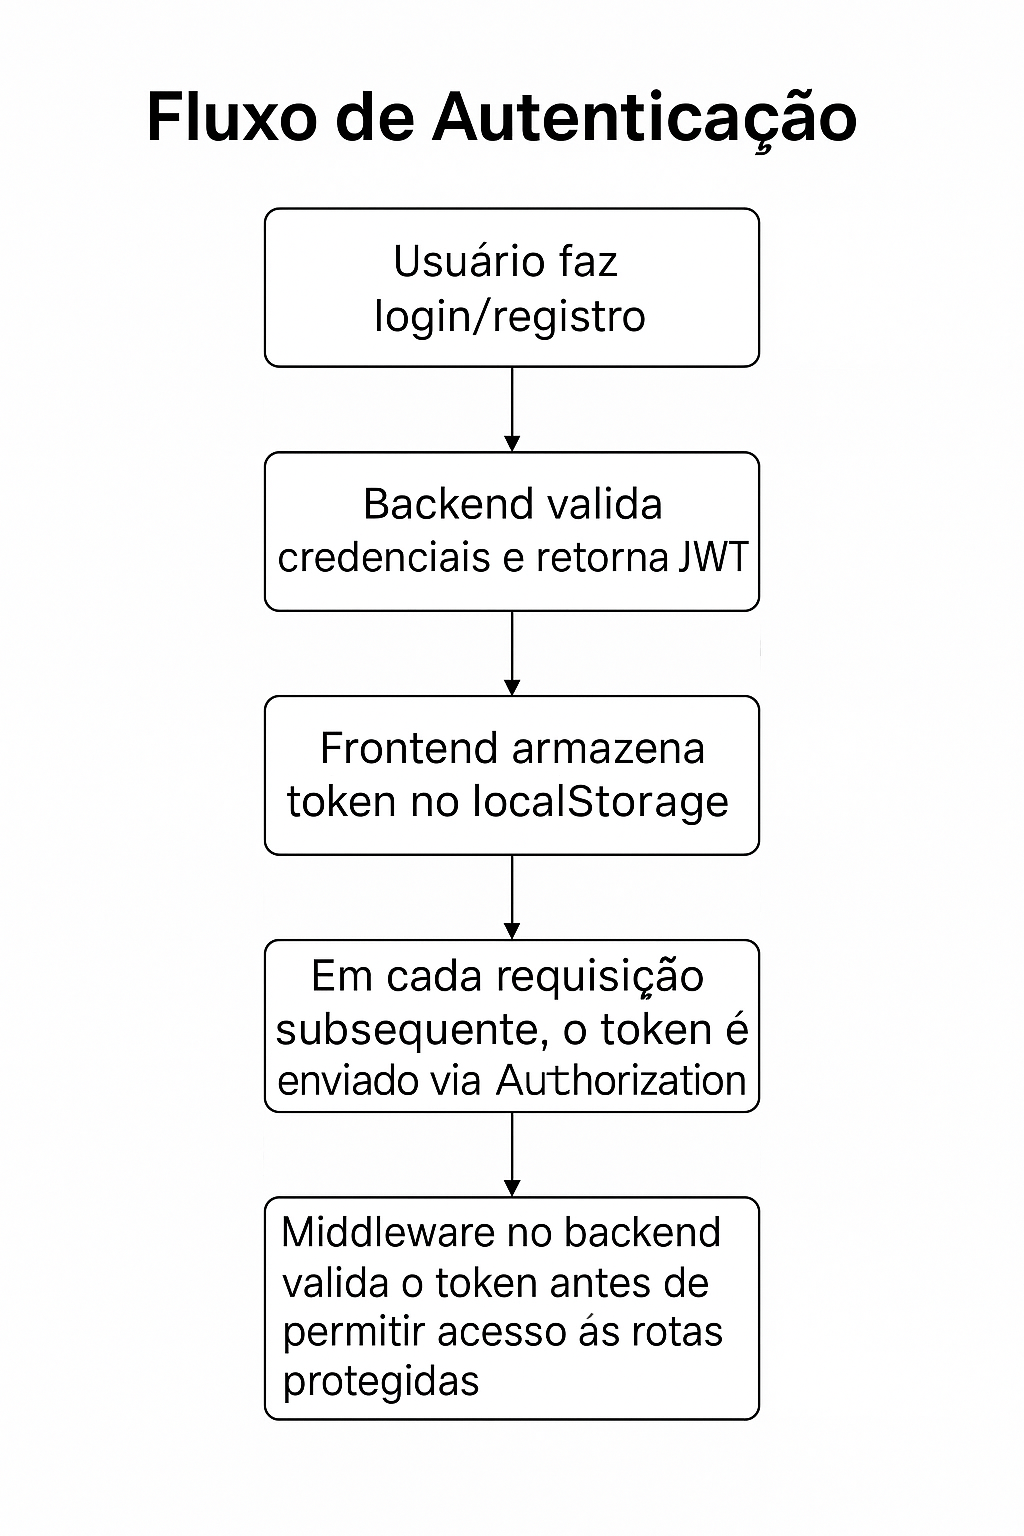 Fluxo de Autenticação
Usuário faz
login/registro
Backend valida
credenciais e retorna JWT
Frontend armazena
token no localStorage
Em cada requisição
subsequente, o token é
enviado via Authorization
Middleware no backend
valida o token antes de
permitir acesso ás rotas
protegidas